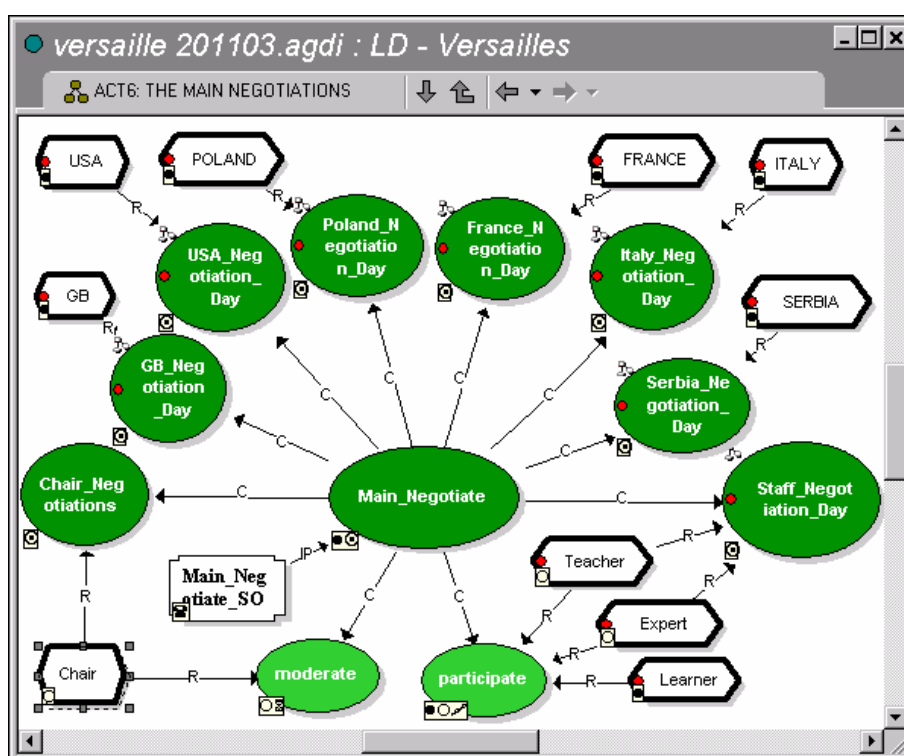 versaille 201103.agdi : LD - Versailles
ACT6: THE MAIN NEGOTIATIONS
USA
POLAND
FRANCE
ITALY
R
R
R
R
USA_Neg
otiation_
Day
Poland_N
egotiatio
n_Day
France_N
egotiatio
n_Day
Italy_Neg
otiation_
Day
GB
SERBIA
R
R
GB_Neg
otiation
_Day
Serbia_Ne
gotiation_
Day
C
C
C
C
C
C
Chair_Neg
otiations
C
Main_Negotiate
C
Staff_Negot
iation_Day
IP
Main_Neg
otiate_SO
Teacher
R
R
R
C
C
R
Expert
R
Chair
R
moderate
participate
R
Learner